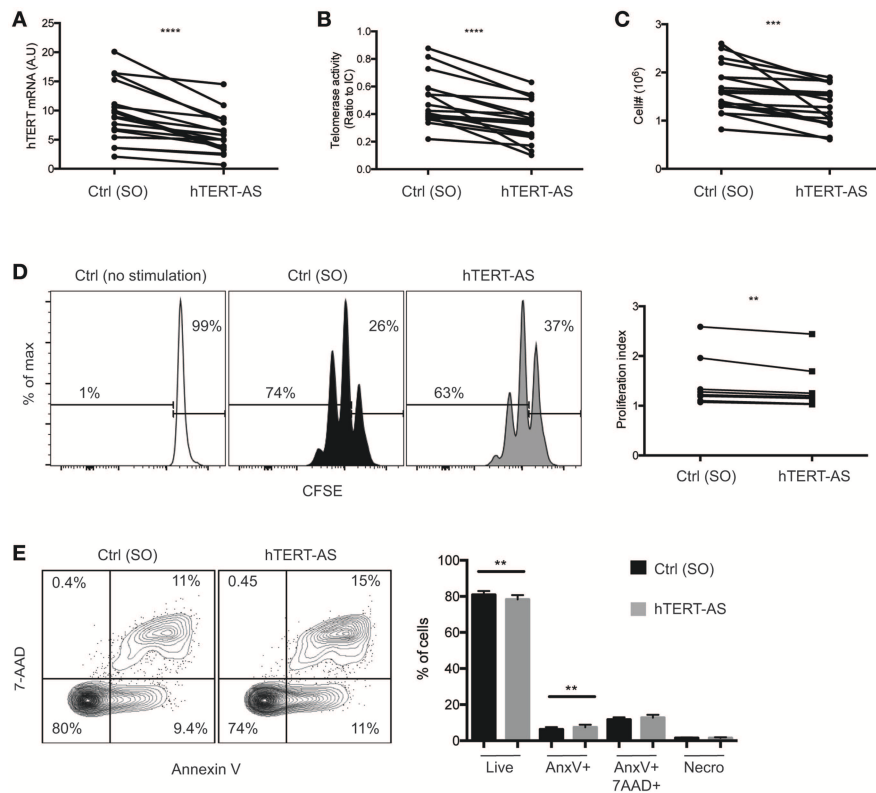 A
25
20
15
10
5
0
hTERT mRNA (A.U)
****
Ctrl (SO) hTERT-AS
B
1.0
0.8
0.6
0.4
0.2
0.0
Telomerase activity
(Ratio to IC)
****
Ctrl (SO) hTERT-AS
C
3
2
1
0
Cell# (10⁶)
***
Ctrl (SO) hTERT-AS
D
Ctrl (no stimulation) Ctrl (SO) hTERT-AS
% of max
99% 26% 37%
1% 74% 63%
CFSE
3
2
1
0
Proliferation index
**
Ctrl (SO) hTERT-AS
E
Ctrl (SO) hTERT-AS
7-AAD
0.4% 11% 0.45 15%
80% 9.4% 74% 11%
Annexin V
100
80
60
40
20
0
% of cells
**
**
Ctrl (SO)
hTERT-AS
Live AnxV+ AnxV+ Necro
7AAD+